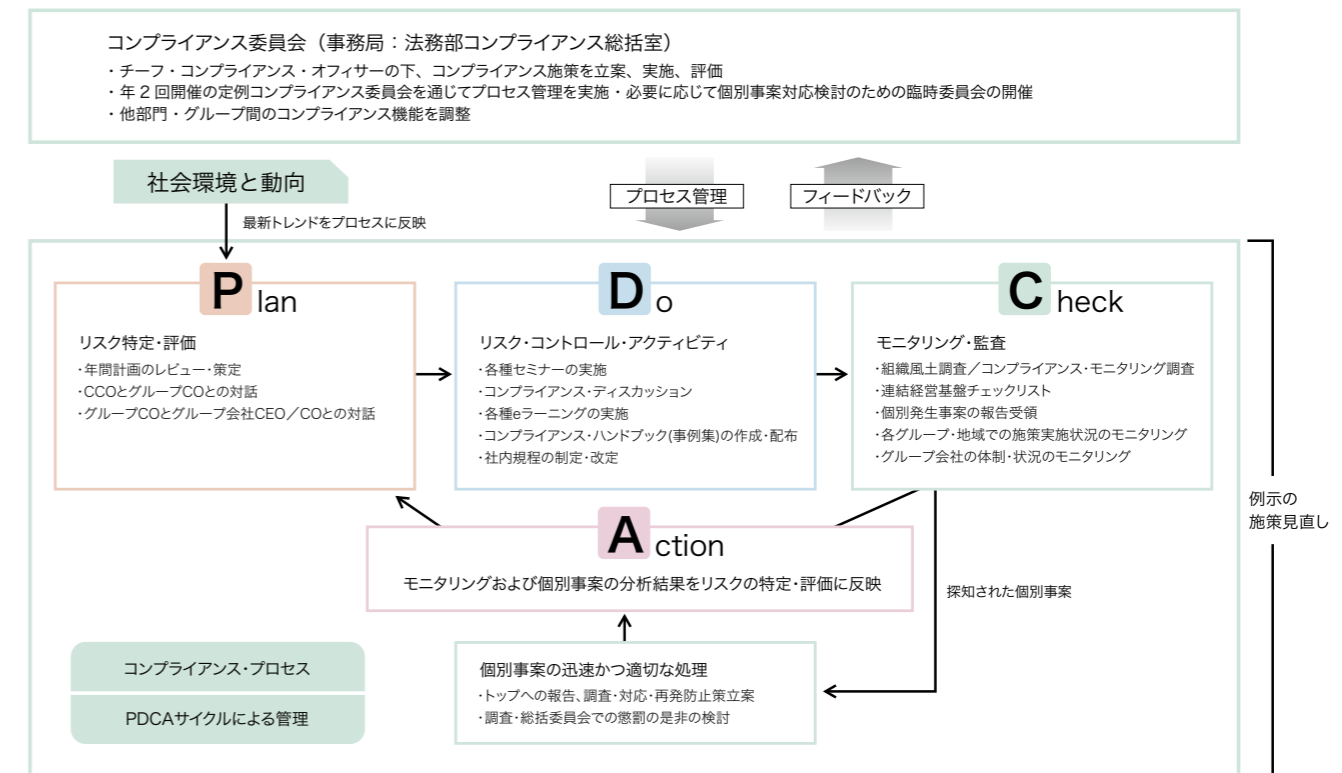 コンプライアンス委員会（事務局：法務部コンプライアンス総括室）
・チーフ・コンプライアンス・オフィサーの下、コンプライアンス施策を立案、実施、評価
・年2回開催の定例コンプライアンス委員会を通じてプロセス管理を実施・必要に応じて個別事案対応検討のための臨時委員会の開催
・他部門・グループ間のコンプライアンス機能を調整
社会環境と動向
最新トレンドをプロセスに反映
プロセス管理
フィードバック
Plan
リスク特定・評価
・年間計画のレビュー・策定
・CCOとグループCOとの対話
・グループCOとグループ会社CEO／COとの対話
Do
リスク・コントロール・アクティビティ
・各種セミナーの実施
・コンプライアンス・ディスカッション
・各種eラーニングの実施
・コンプライアンス・ハンドブック(事例集)の作成・配布
・社内規程の制定・改定
Check
モニタリング・監査
・組織風土調査／コンプライアンス・モニタリング調査
・連結経営基盤チェックリスト
・個別発生事案の報告受領
・各グループ・地域での施策実施状況のモニタリング
・グループ会社の体制・状況のモニタリング
例示の
施策見直し
Action
モニタリングおよび個別事案の分析結果をリスクの特定・評価に反映
探知された個別事案
個別事案の迅速かつ適切な処理
・トップへの報告、調査・対応・再発防止策立案
・調査・総括委員会での懲罰の是非の検討
コンプライアンス・プロセス
PDCAサイクルによる管理